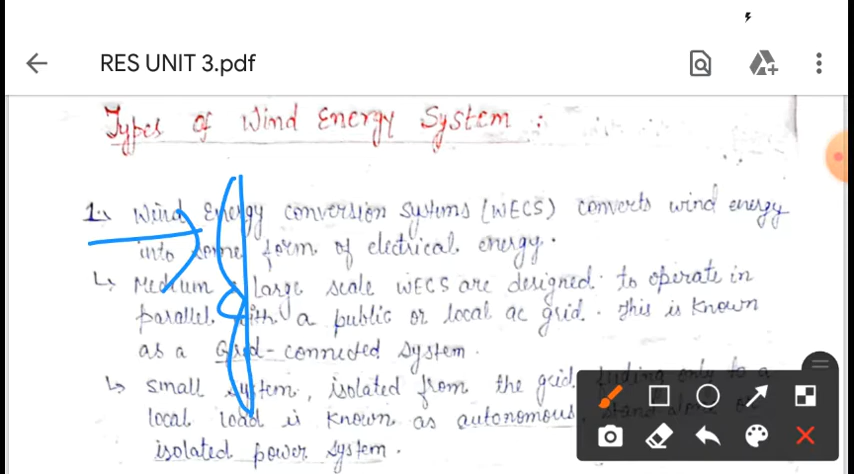 RES UNIT 3.pdf
Types of Wind Energy System :
1. Wind Energy conversion systems (WECS) converts wind energy
into some form of electrical energy.
↳ Medium & large scale WECS are designed to operate in
parallel with a public or local ac grid. This is known
as a Grid-connected system.
↳ small system, isolated from the grid, feeding only to a
local load is known as autonomous, stand alone or
isolated power system.